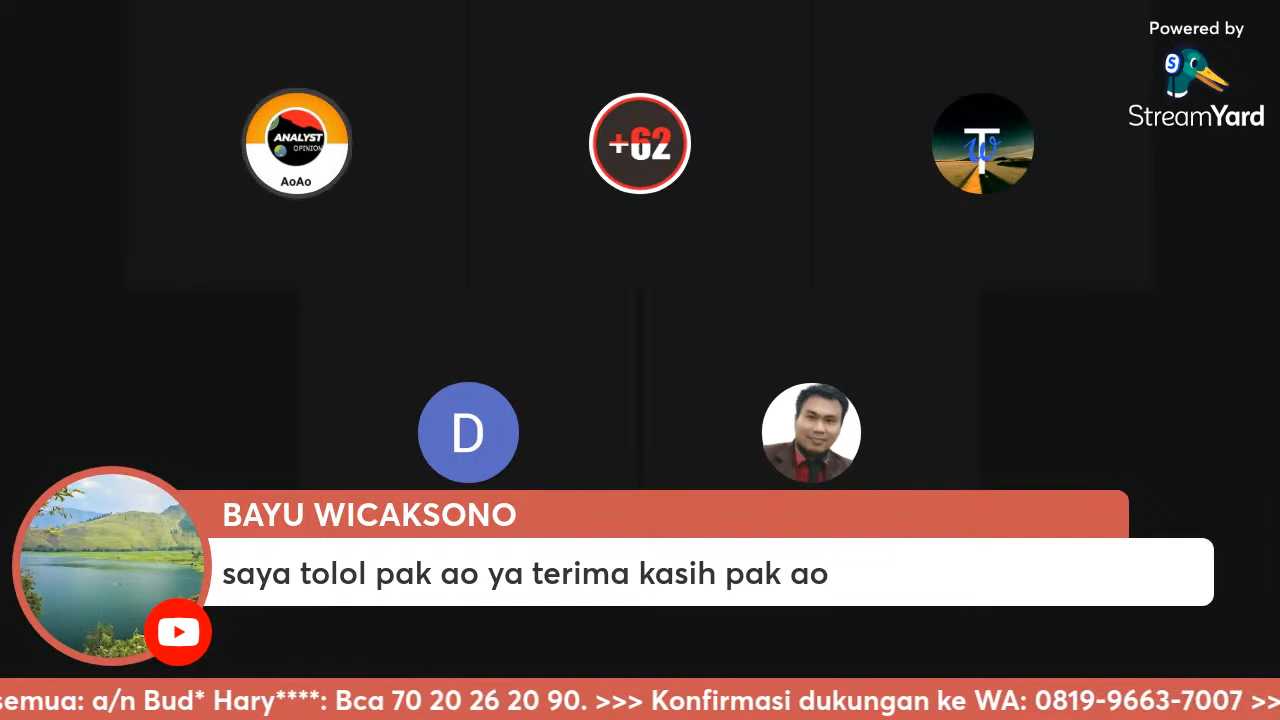 Powered by
StreamYard
S
ANALYST
OPINION
AoAo
+62
T
w
D
BAYU WICAKSONO
saya tolol pak ao ya terima kasih pak ao
semua: a/n Bud* Hary****: Bca 70 20 26 20 90. >>> Konfirmasi dukungan ke WA: 0819-9663-7007 >>